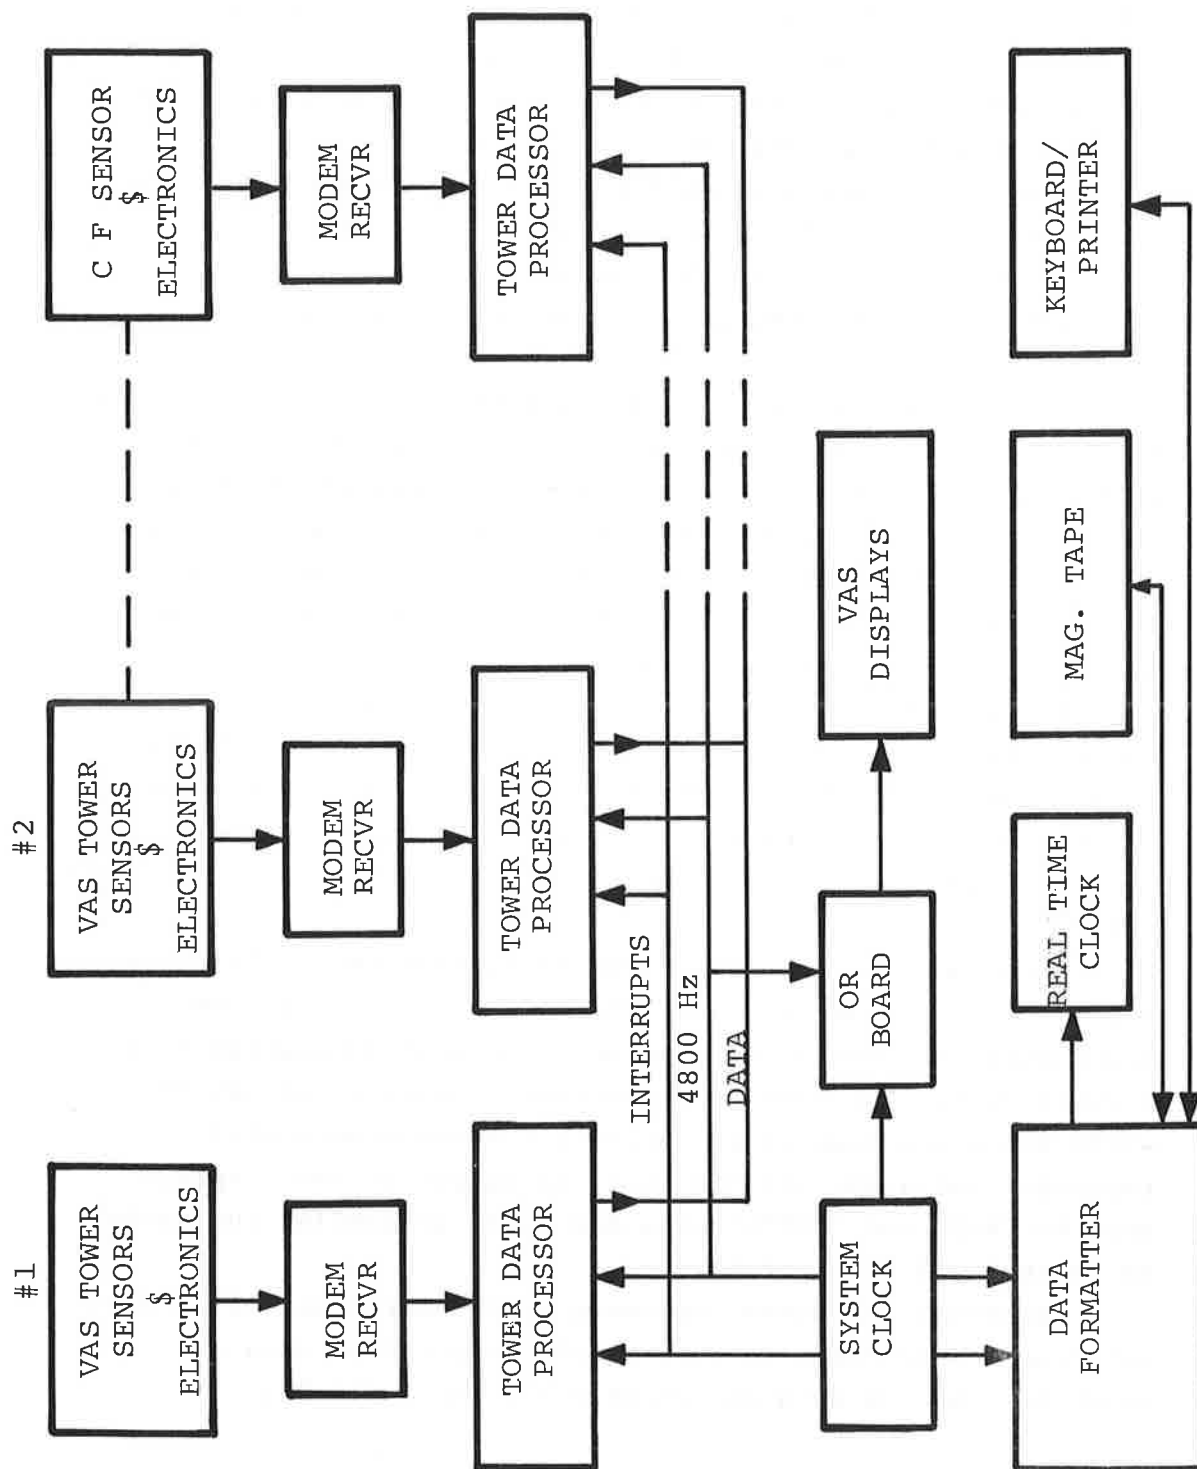 #1
VAS TOWER
SENSORS
$
ELECTRONICS
#2
VAS TOWER
SENSORS
$
ELECTRONICS
C F SENSOR
$
ELECTRONICS
MODEM
RECVR
MODEM
RECVR
MODEM
RECVR
TOWER DATA
PROCESSOR
TOWER DATA
PROCESSOR
TOWER DATA
PROCESSOR
INTERRUPTS
4800 Hz
DATA
SYSTEM
CLOCK
OR
BOARD
VAS
DISPLAYS
DATA
FORMATTER
REAL TIME
CLOCK
MAG. TAPE
KEYBOARD/
PRINTER